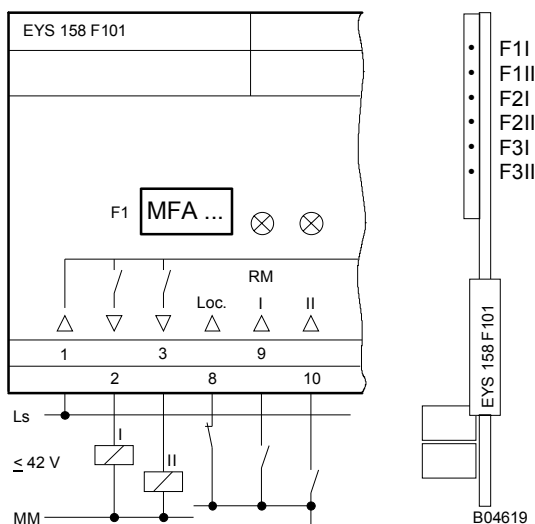 EYS 158 F101
F1 MFA ...
RM
Loc. I II
1 3 9
2 8 10
Ls
I
≤ 42 V
II
MM
F1I
F1II
F2I
F2II
F3I
F3II
EYS 158 F101
B04619